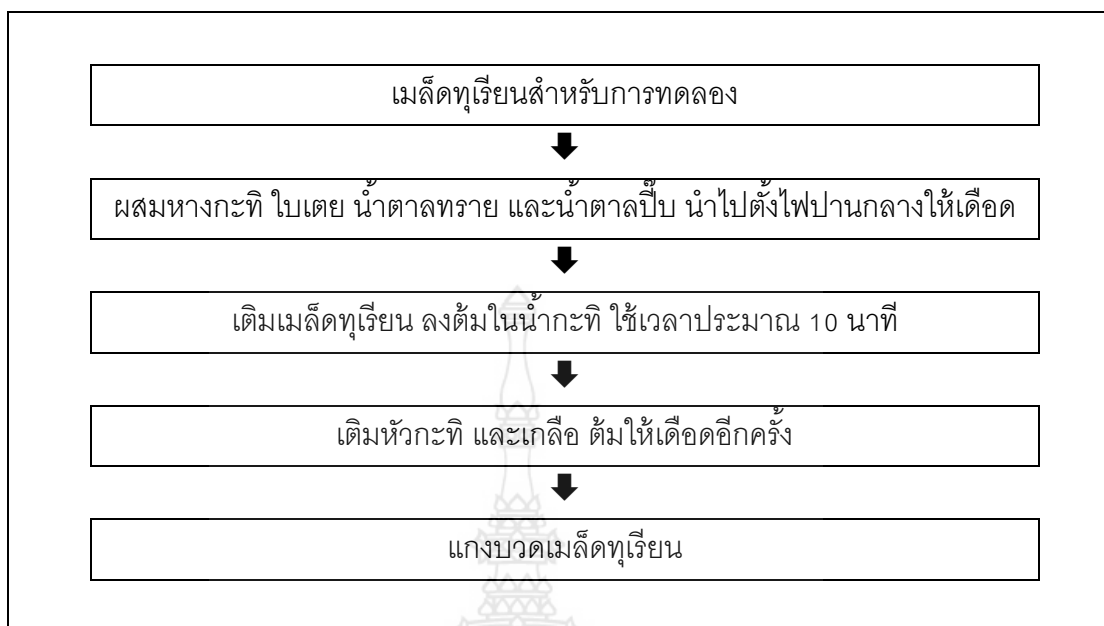 เมล็ดทุเรียนสำหรับการทดลอง
ผสมหางกะทิ ใบเตย น้ำตาลทราย และน้ำตาลปี๊บ นำไปตั้งไฟปานกลางให้เดือด
เติมเมล็ดทุเรียน ลงต้มในน้ำกะทิ ใช้เวลาประมาณ 10 นาที
เติมหัวกะทิ และเกลือ ต้มให้เดือดอีกครั้ง
แกงบวดเมล็ดทุเรียน